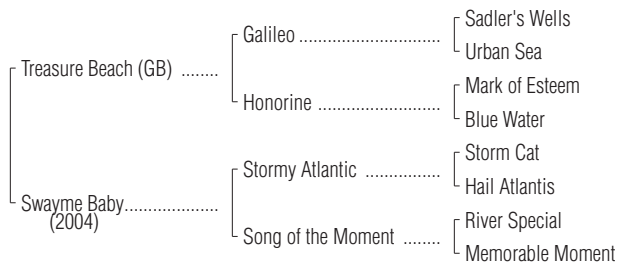 Sadler's Wells
Galileo ................................
Urban Sea
Treasure Beach (GB) ........
Mark of Esteem
Honorine ............................
Blue Water
Storm Cat
Stormy Atlantic .................
Hail Atlantis
Swayme Baby.....................
(2004)
River Special
Song of the Moment ........
Memorable Moment